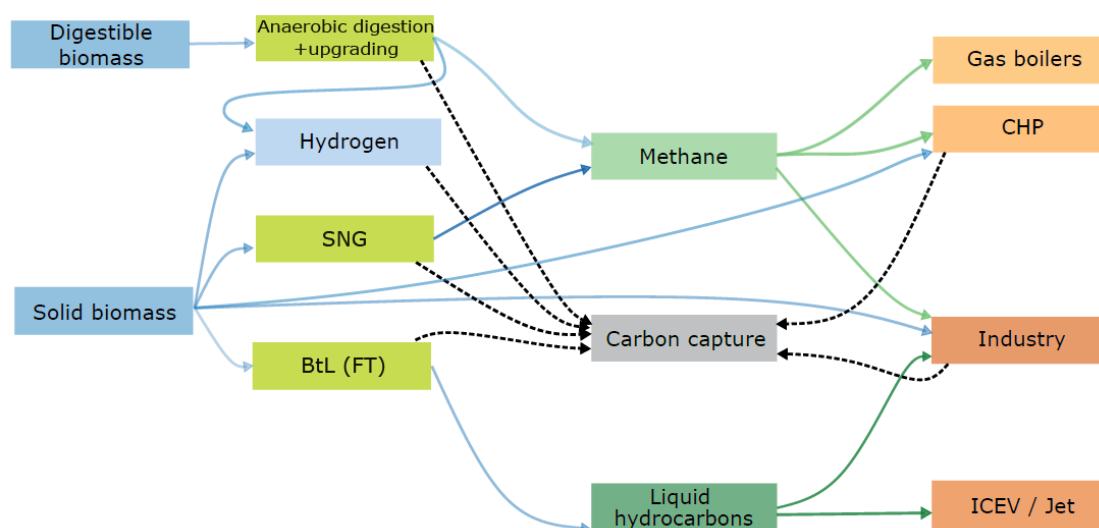 Digestible
biomass
Anaerobic digestion
+upgrading
Gas boilers
Hydrogen
CHP
Methane
SNG
Solid biomass
Carbon capture
Industry
BtL (FT)
Liquid
hydrocarbons
ICEV / Jet